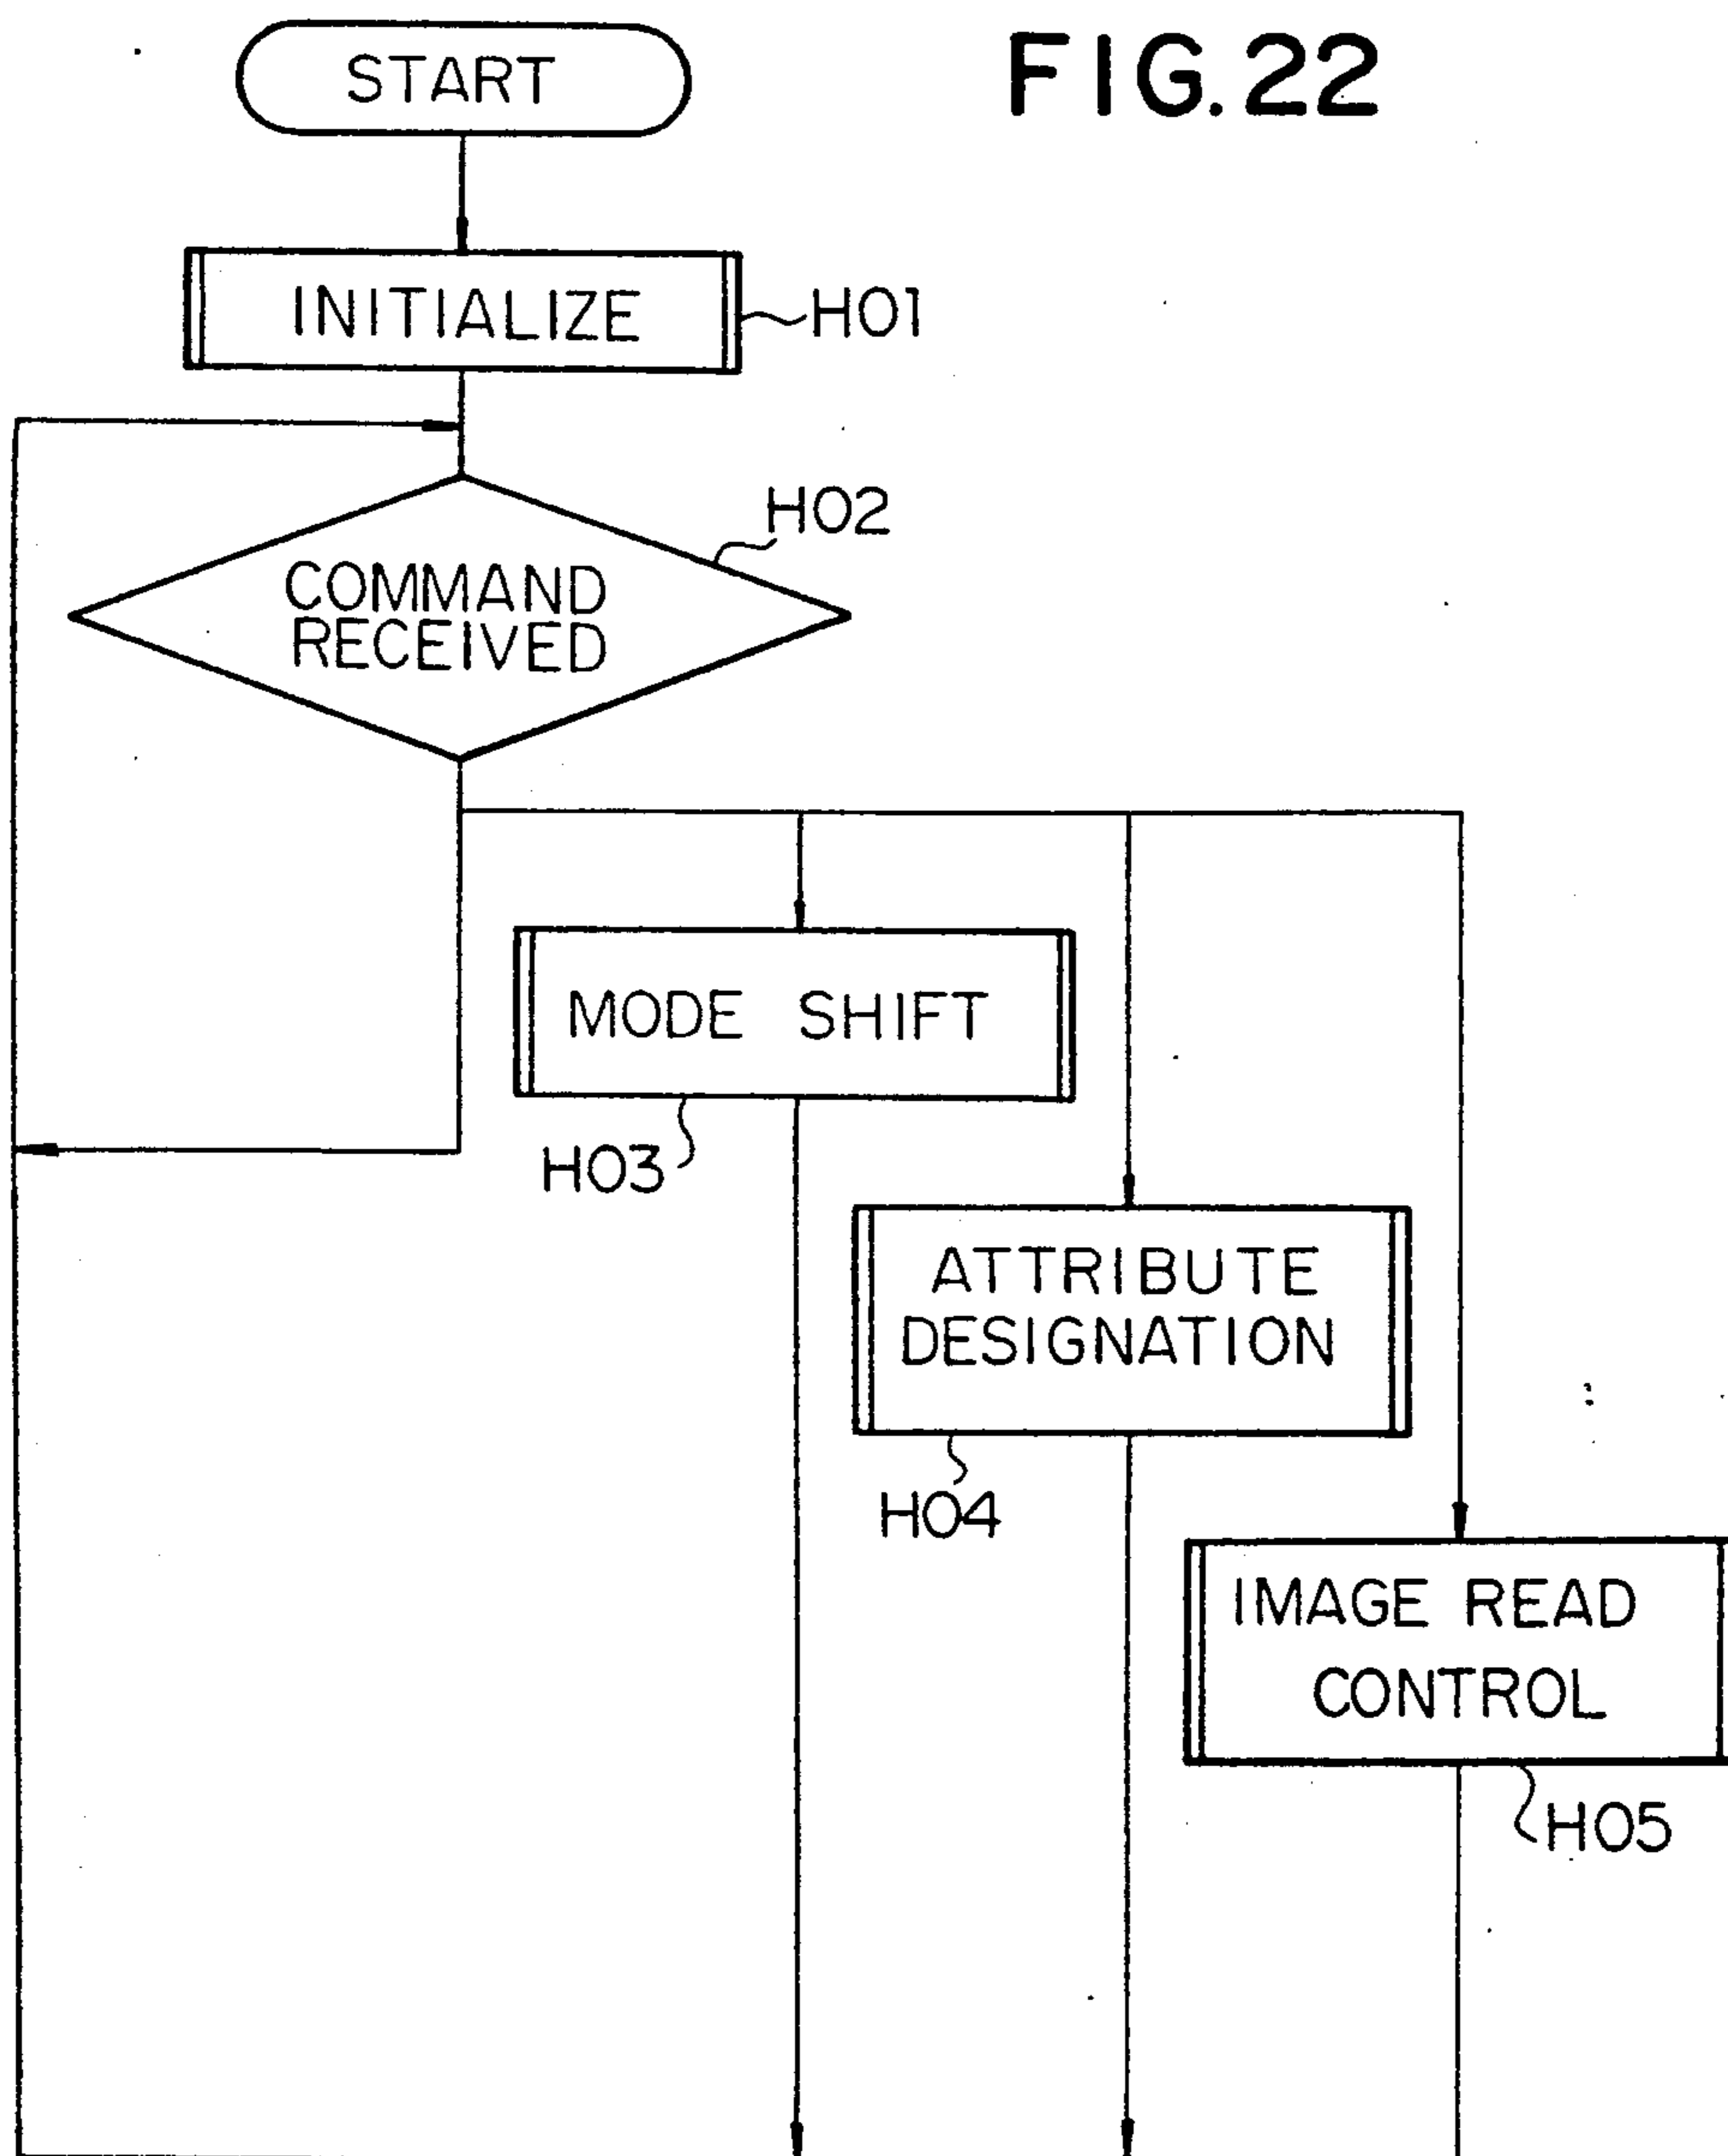 FIG.22
START
INITIALIZE
H01
H02
COMMAND
RECEIVED
MODE SHIFT
H03
ATTRIBUTE
DESIGNATION
H04
IMAGE READ
CONTROL
H05